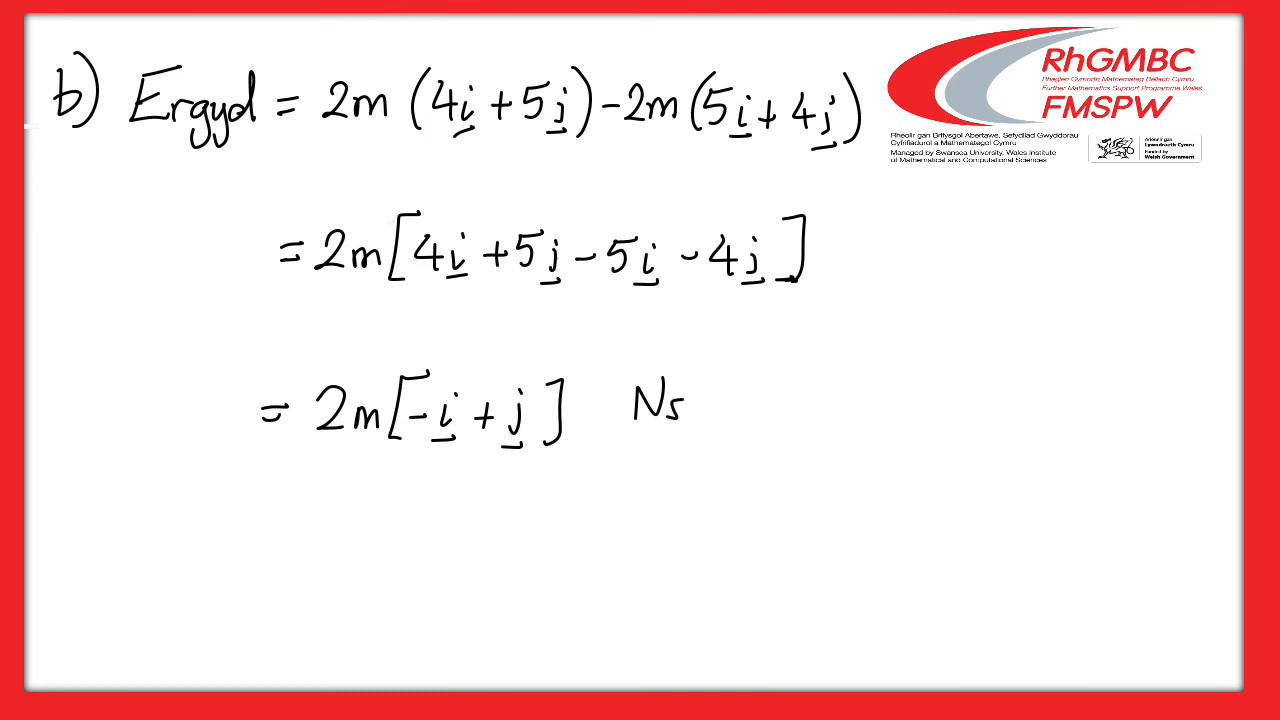 b) Ergyd = 2m (4i + 5j) - 2m (5i + 4j)
= 2m [4i + 5j - 5i - 4j]
= 2m [-i + j] Ns
RhGMBC
Rhaglen Gymorth Mathemateg Bellach Cymru
Further Mathematics Support Programme Wales
FMSPW
Rheolir gan Brifysgol Abertawe, Sefydliad Gwyddorau
Cyfrifiadurol a Mathemategol Cymru
Managed by Swansea University, Wales Institute
of Mathematical and Computational Sciences
Ariennir gan
Lywodraeth Cymru
Funded by
Welsh Government